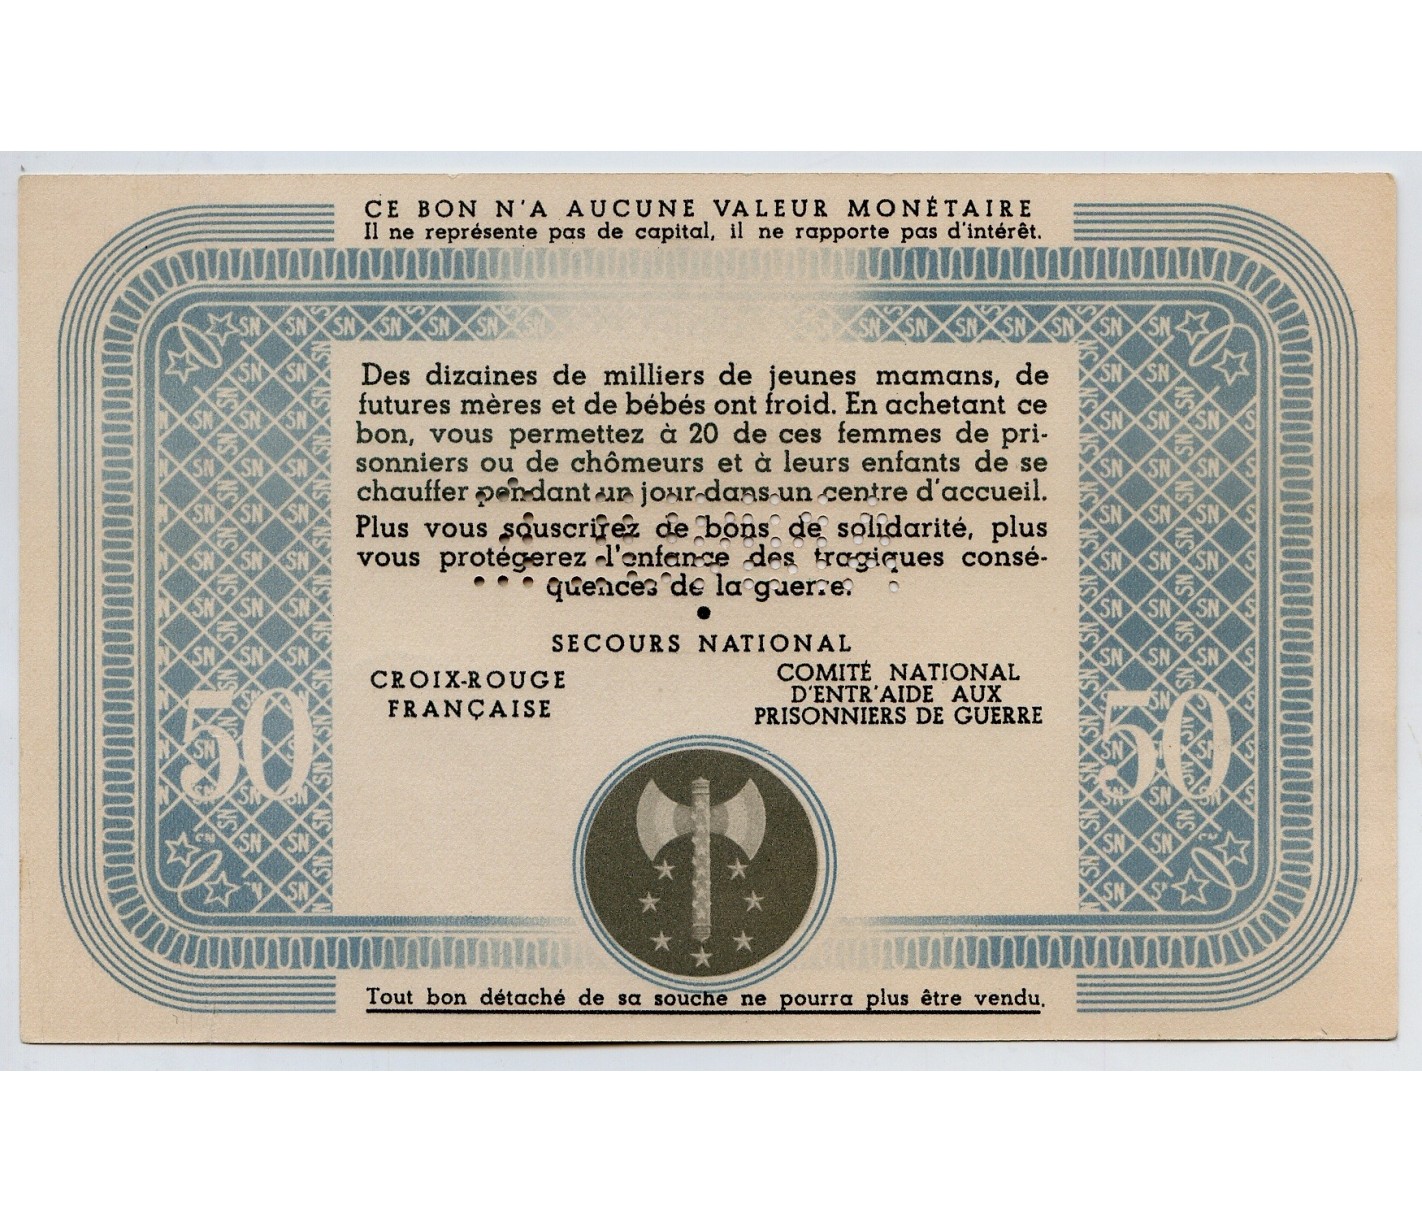 CE BON N'A AUCUNE VALEUR MONÉTAIRE
Il ne représente pas de capital, il ne rapporte pas d'intérêt.
Des dizaines de milliers de jeunes mamans, de
futures mères et de bébés ont froid. En achetant ce
bon, vous permettez à 20 de ces femmes de pri-
sonniers ou de chômeurs et à leurs enfants de se
chauffer pendant un jour dans un centre d'accueil.
Plus vous souscrirez de bons de solidarité, plus
vous protégerez l'enfance des tragiques consé-
quences de la guerre.
SECOURS NATIONAL
CROIX-ROUGE
FRANÇAISE
COMITÉ NATIONAL
D'ENTR'AIDE AUX
PRISONNIERS DE GUERRE
50
50
Tout bon détaché de sa souche ne pourra plus être vendu.